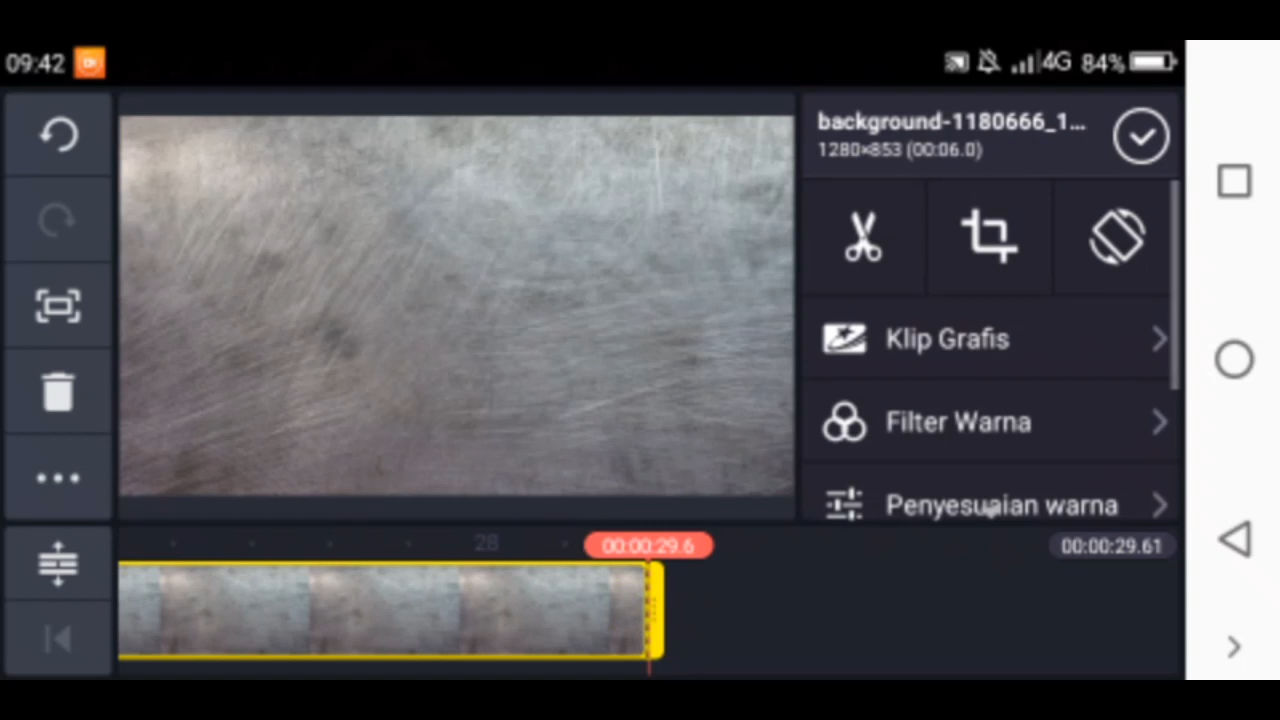 09:42
4G 84%
background-1180666_1...
1280×853 (00:06.0)
Klip Grafis
Filter Warna
Penyesuaian warna
28
00:00:29.6
00:00:29.61